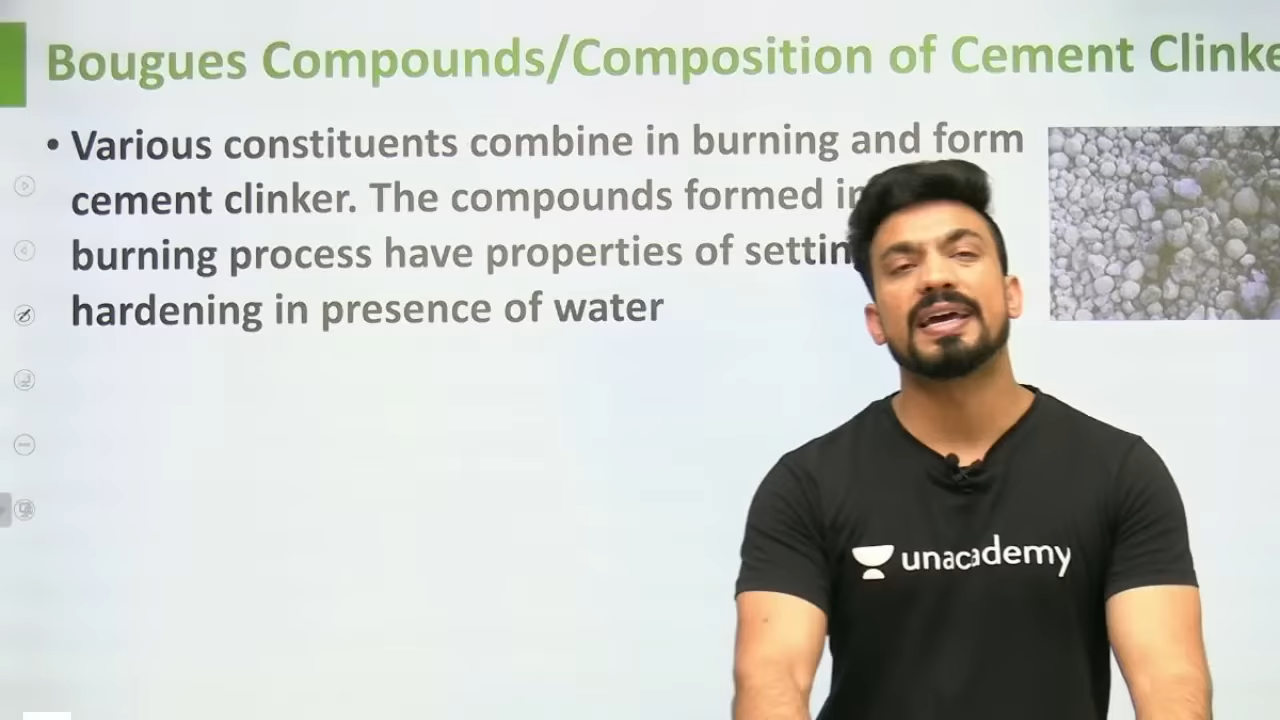 Bougues Compounds/Composition of Cement Clinke
• Various constituents combine in burning and form
cement clinker. The compounds formed in
burning process have properties of settin
hardening in presence of water
unacademy